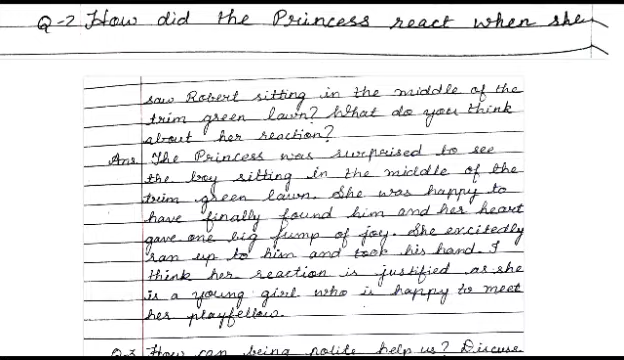 Q-2 How did the Princess react when she
saw Robert sitting in the middle of the
trim green lawn? What do you think
about her reaction?
Ans The Princess was surprised to see
the boy sitting in the middle of the
trim green lawn. She was happy to
have finally found him and her heart
gave one big jump of joy. She excitedly
ran up to him and took his hand. I
think her reaction is justified as she
is a young girl who is happy to meet
her playfellow.
Q-3 How can being polite help us? Discuss